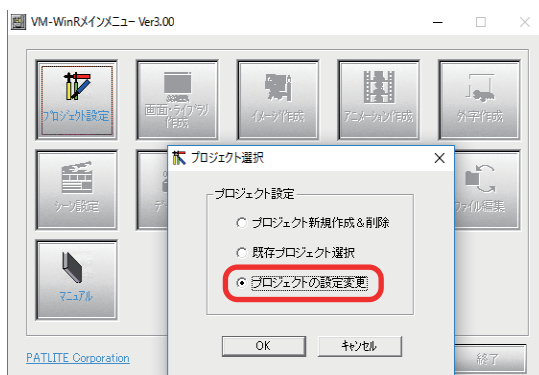 VM-WinRメインメニュー Ver3.00
プロジェクト設定
画面・ライブラリ
作成
イメージ作成
アニメーション作成
外字作成
プロジェクト選択
シーン設定
デ
ファイル編集
プロジェクト設定
プロジェクト新規作成&削除
既存プロジェクト選択
プロジェクトの設定変更
マニュアル
OK
キャンセル
PATLITE Corporation
終了